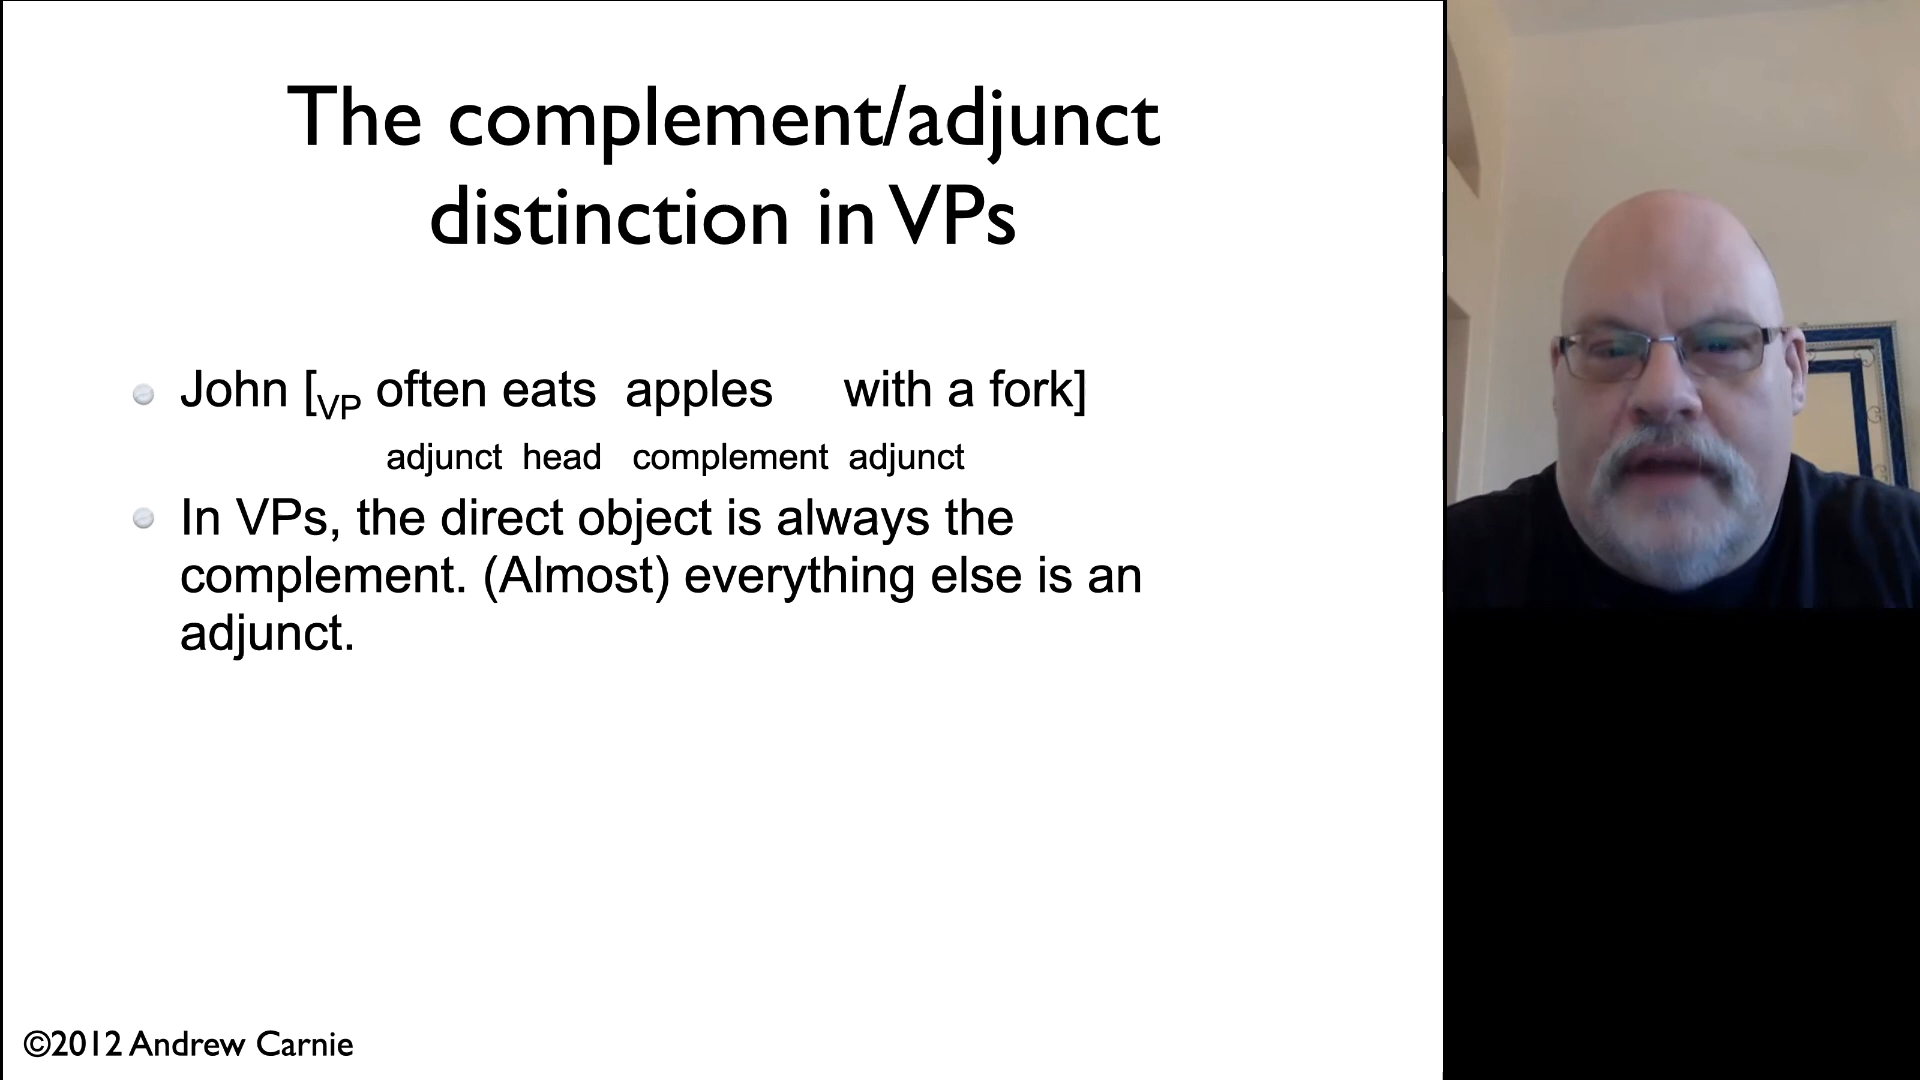 The complement/adjunct
distinction in VPs
John [VP often eats apples with a fork]
adjunct head complement adjunct
In VPs, the direct object is always the
complement. (Almost) everything else is an
adjunct.
©2012 Andrew Carnie